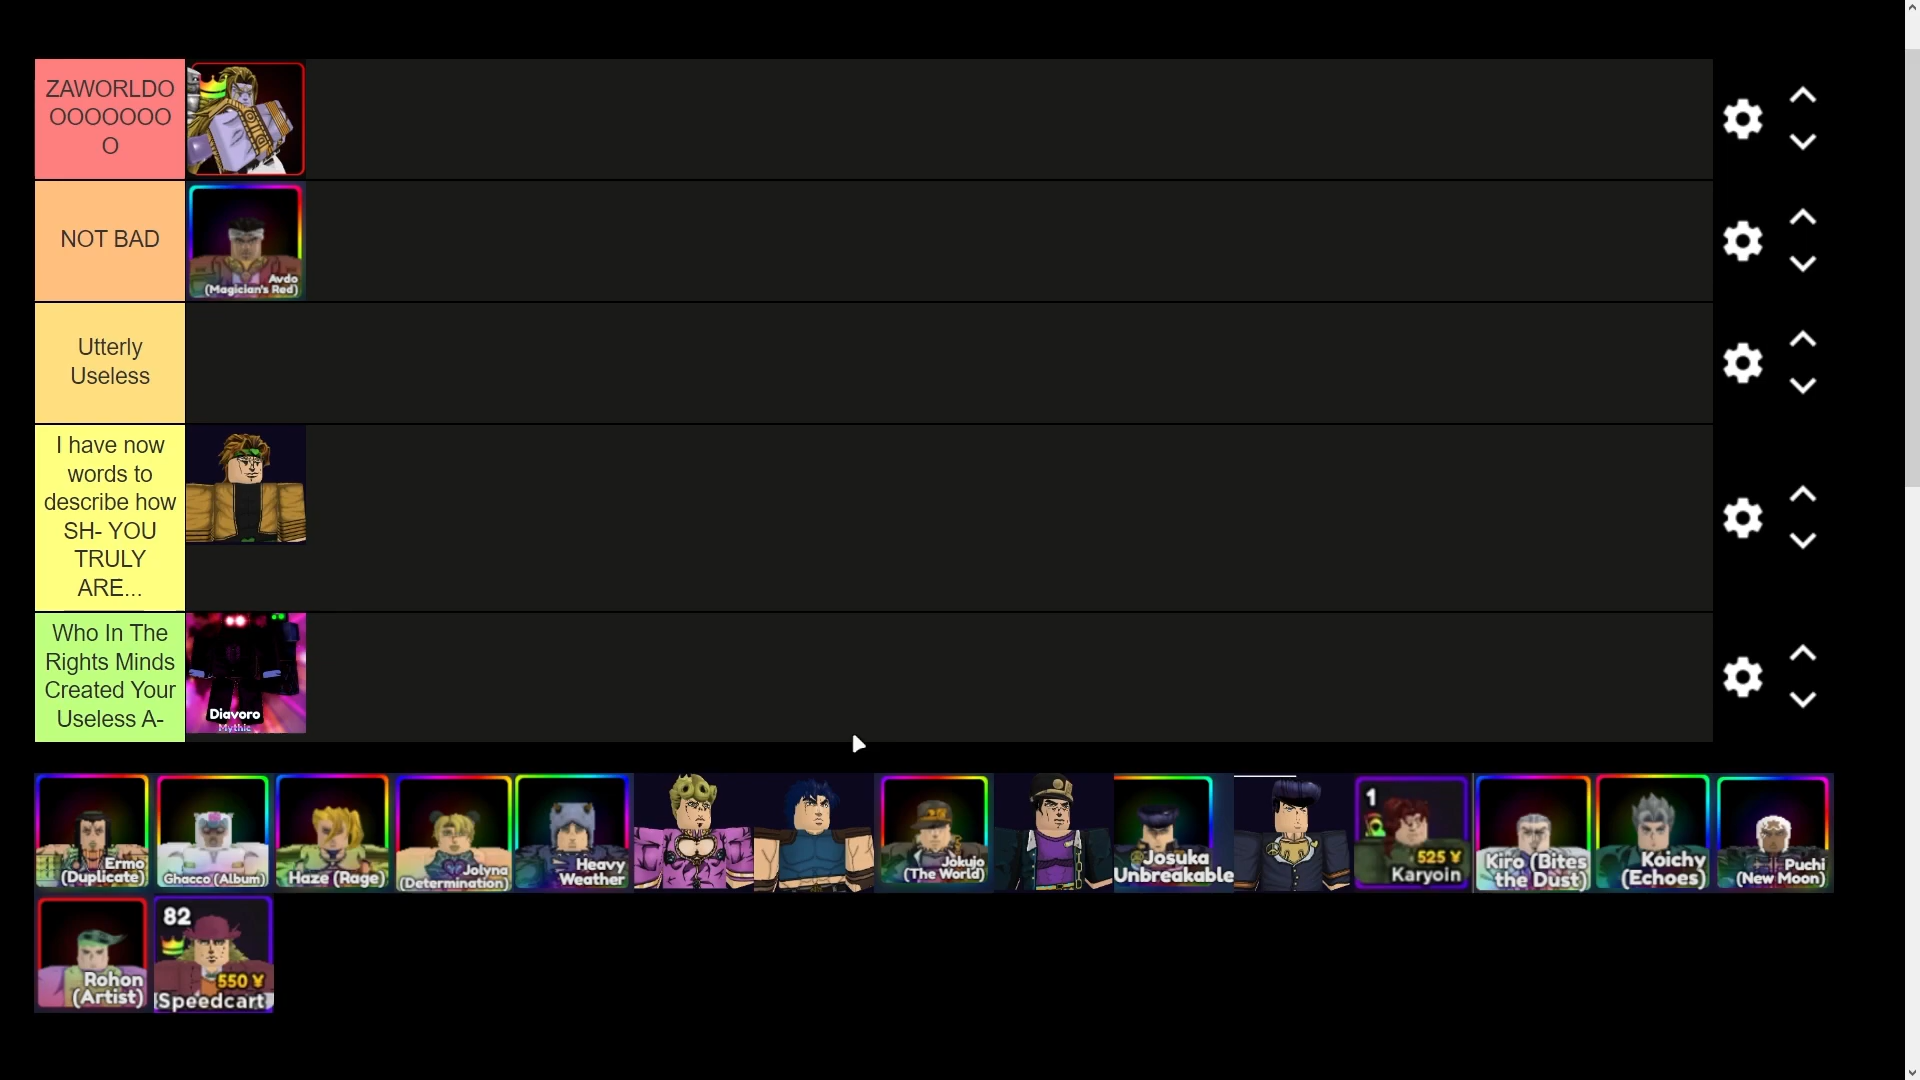 ZAWORLDO
OOOOOOO
O
NOT BAD
Avdo
(Magician's Red)
Utterly
Useless
I have now
words to
describe how
SH- YOU
TRULY
ARE...
Who In The
Rights Minds
Created Your
Useless A-
Diavoro
Mythic
Ermo
(Duplicate)
Ghacco (Album)
Haze (Rage)
Jolyna
(Determination)
Heavy
Weather
Jokujo
(The World)
Josuka
Unbreakable
1
525 ¥
Karyoin
Kiro (Bites
the Dust)
Koichy
(Echoes)
Puchi
(New Moon)
Rohon
(Artist)
82
550 ¥
Speedcart